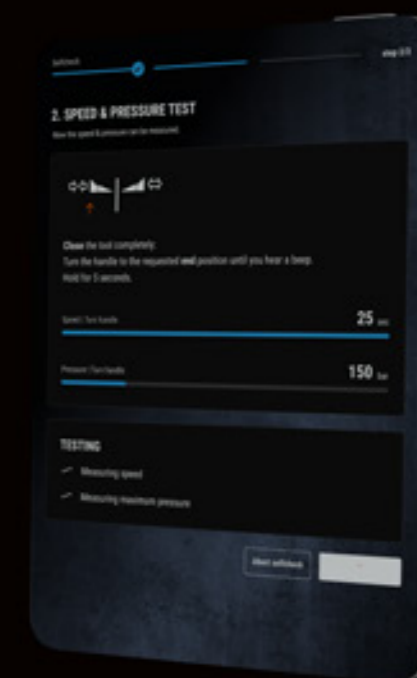 Selfcheck
step 2/3
2. SPEED & PRESSURE TEST
Now the speed & pressure can be measured.
Close the tool completely.
Turn the handle to the requested end position until you hear a beep.
Hold for 5 seconds.
Speed | Turn handle 25 sec
Pressure | Turn handle 150 bar
TESTING
Measuring speed
Measuring maximum pressure
Abort selfcheck